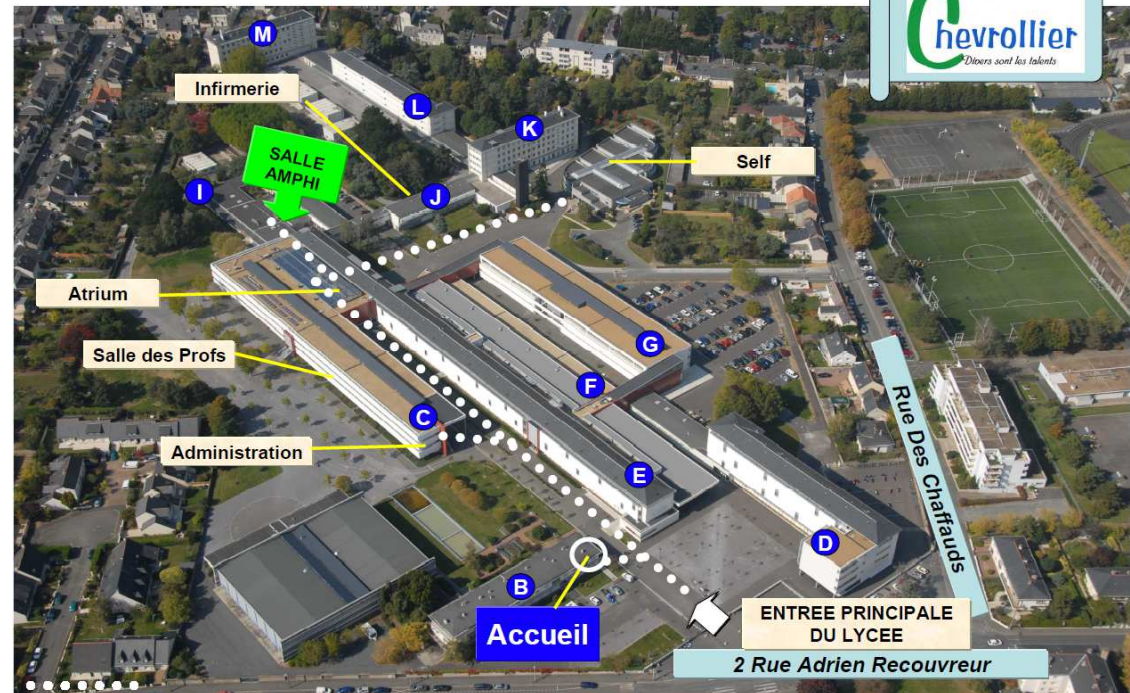 Chevrollier
Divers sont les talents
M
Infirmerie
L
K
SALLE
AMPHI
Self
I
J
Atrium
Salle des Profs
G
F
C
Rue Des Chaffauds
Administration
E
D
B
Accueil
ENTREE PRINCIPALE
DU LYCEE
2 Rue Adrien Recouvreur